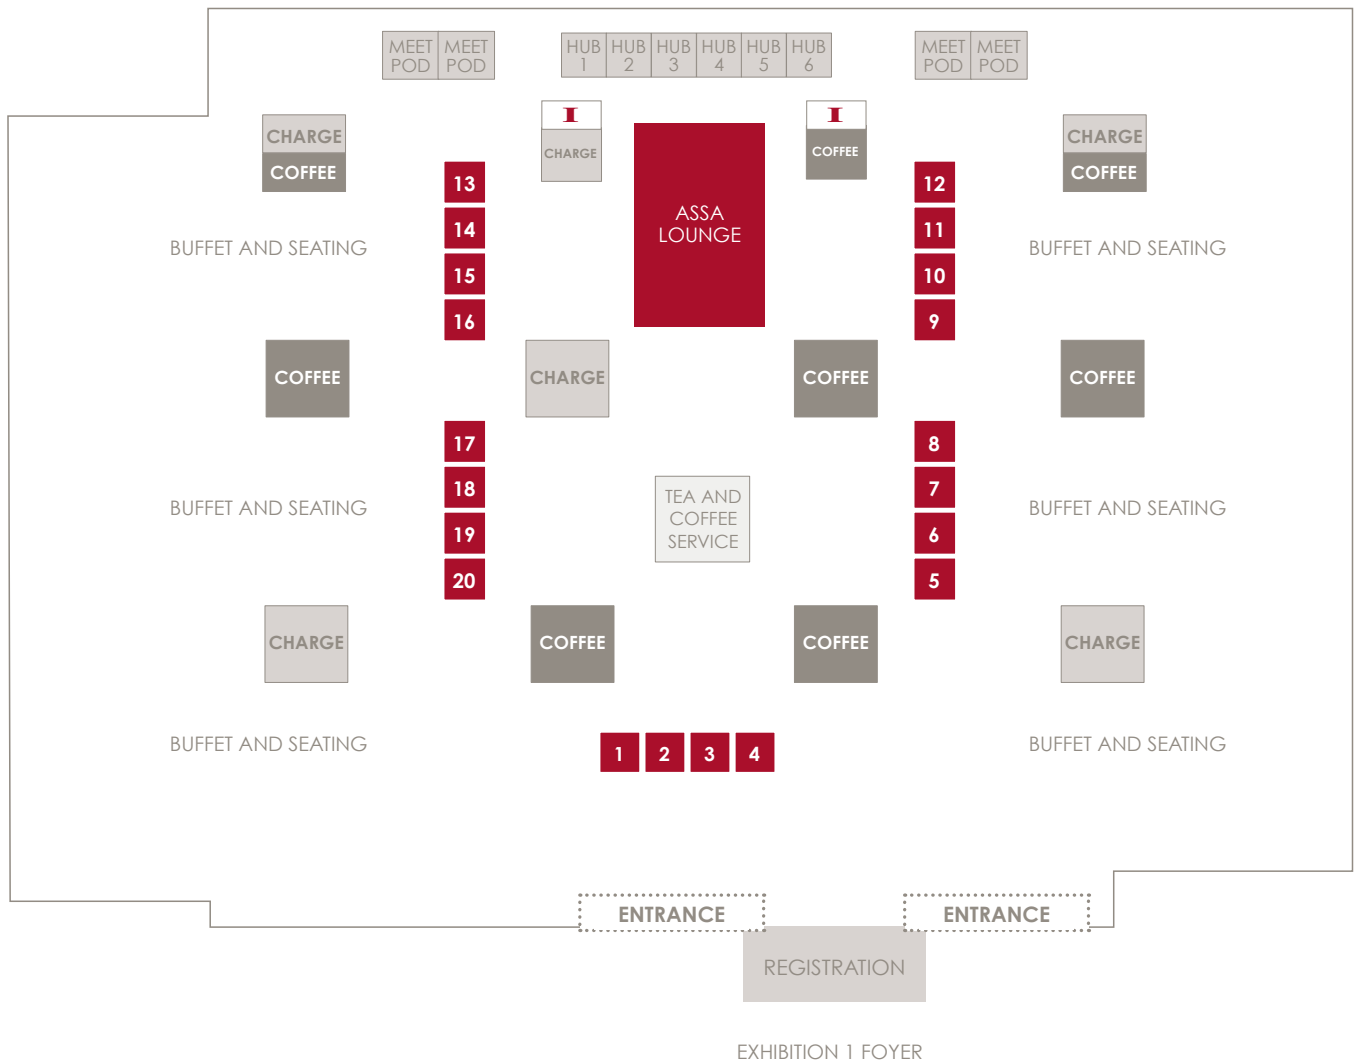 MEET
POD
MEET
POD
HUB
1
HUB
2
HUB
3
HUB
4
HUB
5
HUB
6
MEET
POD
MEET
POD
CHARGE
COFFEE
I
CHARGE
ASSA
LOUNGE
I
COFFEE
CHARGE
COFFEE
13
14
15
16
12
11
10
9
BUFFET AND SEATING
BUFFET AND SEATING
COFFEE
CHARGE
COFFEE
COFFEE
17
18
19
20
8
7
6
5
BUFFET AND SEATING
TEA AND
COFFEE
SERVICE
BUFFET AND SEATING
CHARGE
COFFEE
COFFEE
CHARGE
BUFFET AND SEATING
1
2
3
4
BUFFET AND SEATING
ENTRANCE
ENTRANCE
REGISTRATION
EXHIBITION 1 FOYER